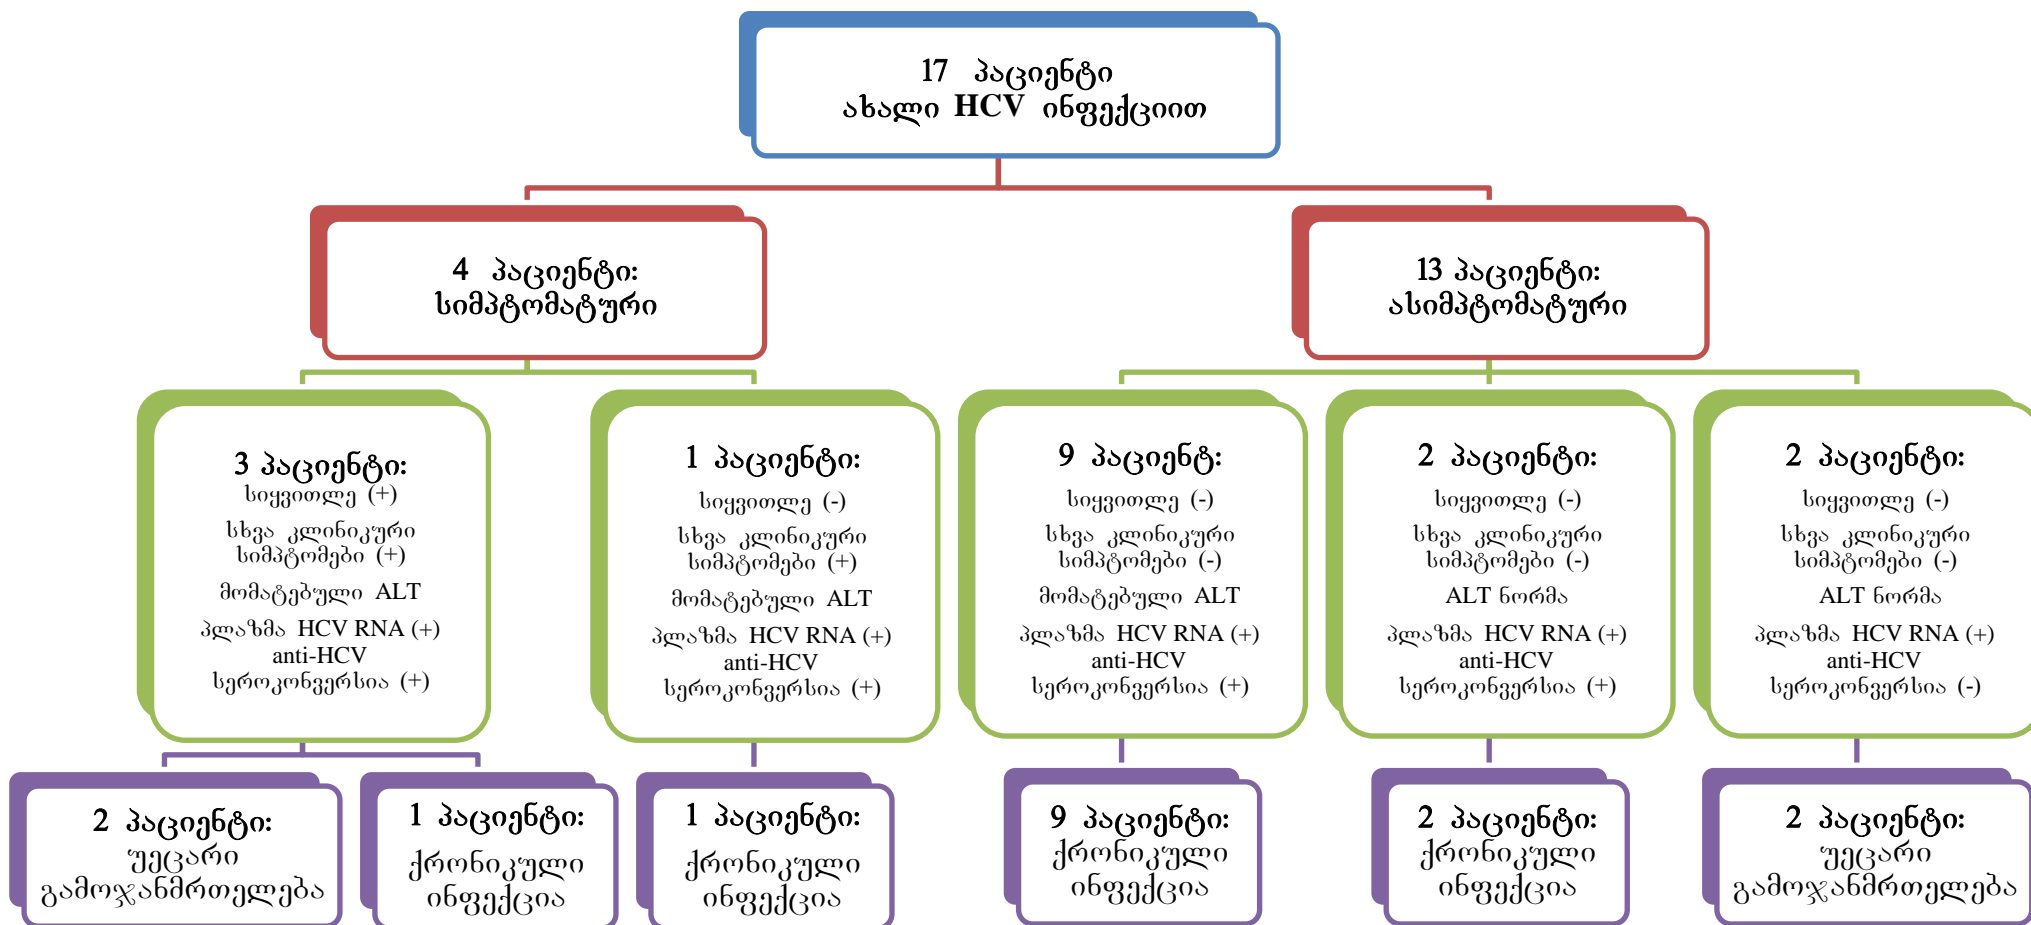 17 პაციენტი
ახალი HCV ინფექციით
4 პაციენტი:
სიმპტომატური
13 პაციენტი:
ასიმპტომატური
3 პაციენტი:
სიყვითლე (+)
სხვა კლინიკური
სიმპტომები (+)
მომატებული ALT
პლაზმა HCV RNA (+)
anti-HCV
სეროკონვერსია (+)
1 პაციენტი:
სიყვითლე (-)
სხვა კლინიკური
სიმპტომები (+)
მომატებული ALT
პლაზმა HCV RNA (+)
anti-HCV
სეროკონვერსია (+)
9 პაციენტ:
სიყვითლე (-)
სხვა კლინიკური
სიმპტომები (-)
მომატებული ALT
პლაზმა HCV RNA (+)
anti-HCV
სეროკონვერსია (+)
2 პაციენტი:
სიყვითლე (-)
სხვა კლინიკური
სიმპტომები (-)
ALT ნორმა
პლაზმა HCV RNA (+)
anti-HCV
სეროკონვერსია (+)
2 პაციენტი:
სიყვითლე (-)
სხვა კლინიკური
სიმპტომები (-)
ALT ნორმა
პლაზმა HCV RNA (+)
anti-HCV
სეროკონვერსია (-)
2 პაციენტი:
უეცარი
გამოჯანმრთელება
1 პაციენტი:
ქრონიკული
ინფექცია
1 პაციენტი:
ქრონიკული
ინფექცია
9 პაციენტი:
ქრონიკული
ინფექცია
2 პაციენტი:
ქრონიკული
ინფექცია
2 პაციენტი:
უეცარი
გამოჯანმრთელება